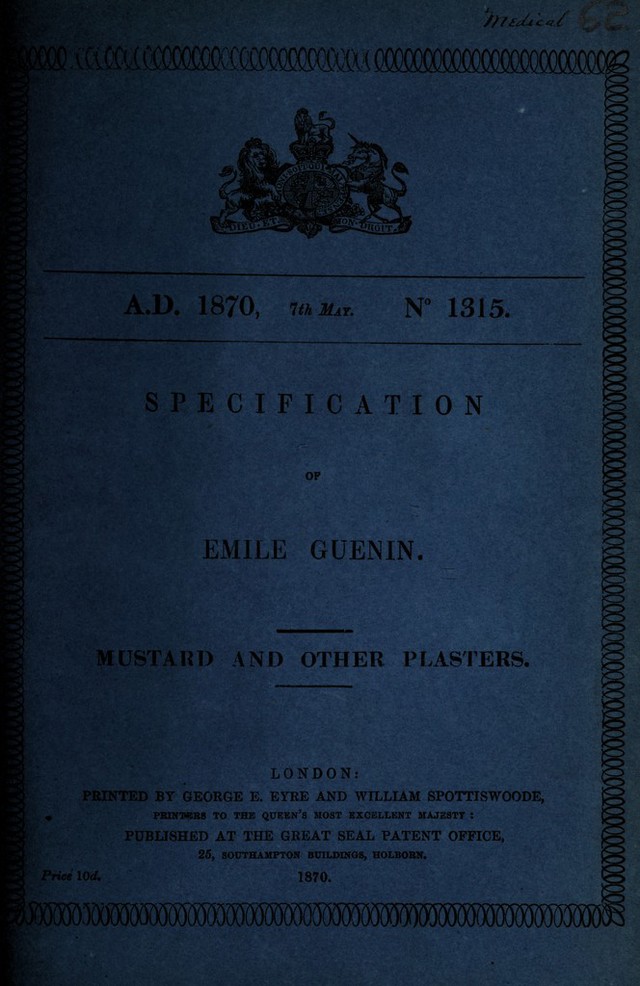 Medical 62
DIEU ET MON DROIT.
A.D. 1870, 7th MAY. Nº 1315.
SPECIFICATION
OF
EMILE GUENIN.
MUSTARD AND OTHER PLASTERS.
LONDON:
PRINTED BY GEORGE E. EYRE AND WILLIAM SPOTTISWOODE,
PRINTERS TO THE QUEEN'S MOST EXCELLENT MAJESTY:
PUBLISHED AT THE GREAT SEAL PATENT OFFICE,
25, SOUTHAMPTON BUILDINGS, HOLBORN.
Price 10d. 1870.